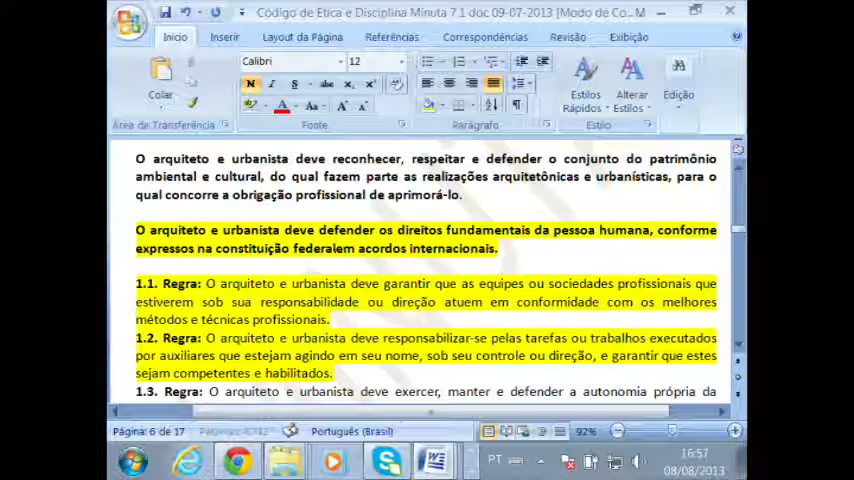 Código de Ética e Disciplina Minuta 7.1 doc 09-07-2013 [Modo de Co... M...
Início Inserir Layout da Página Referências Correspondências Revisão Exibição
Colar
Calibri 12
N I S abc x₂ x²
Aa A A
Estilos Rápidos
Alterar Estilos
Edição
Área de Transferência Fonte Parágrafo Estilo
O arquiteto e urbanista deve reconhecer, respeitar e defender o conjunto do patrimônio
ambiental e cultural, do qual fazem parte as realizações arquitetônicas e urbanísticas, para o
qual concorre a obrigação profissional de aprimorá-lo.
O arquiteto e urbanista deve defender os direitos fundamentais da pessoa humana, conforme
expressos na constituição federalem acordos internacionais.
1.1. Regra: O arquiteto e urbanista deve garantir que as equipes ou sociedades profissionais que
estiverem sob sua responsabilidade ou direção atuem em conformidade com os melhores
métodos e técnicas profissionais.
1.2. Regra: O arquiteto e urbanista deve responsabilizar-se pelas tarefas ou trabalhos executados
por auxiliares que estejam agindo em seu nome, sob seu controle ou direção, e garantir que estes
sejam competentes e habilitados.
1.3. Regra: O arquiteto e urbanista deve exercer, manter e defender a autonomia própria da
Página: 6 de 17 Português (Brasil) 92%
PT 16:57
08/08/2013